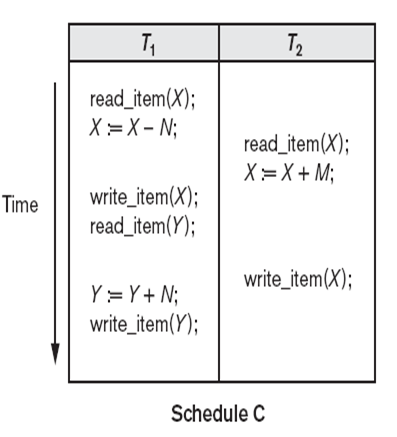 T1 T2
read_item(X);
X := X – N;
read_item(X);
X := X + M;
Time
write_item(X);
read_item(Y);
write_item(X);
Y := Y + N;
write_item(Y);
Schedule C